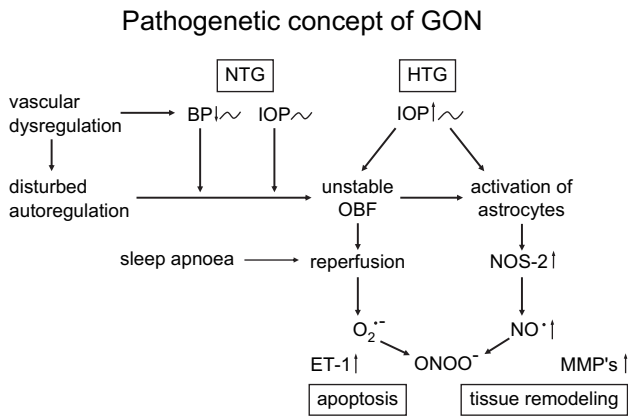 Pathogenetic concept of GON
NTG HTG
vascular
dysregulation
BP↓~ IOP~ IOP↑~
disturbed
autoregulation
unstable
OBF
activation of
astrocytes
sleep apnoea reperfusion NOS-2↑
O₂•⁻ NO•↑
ET-1↑ ONOO⁻ MMP's↑
apoptosis tissue remodeling